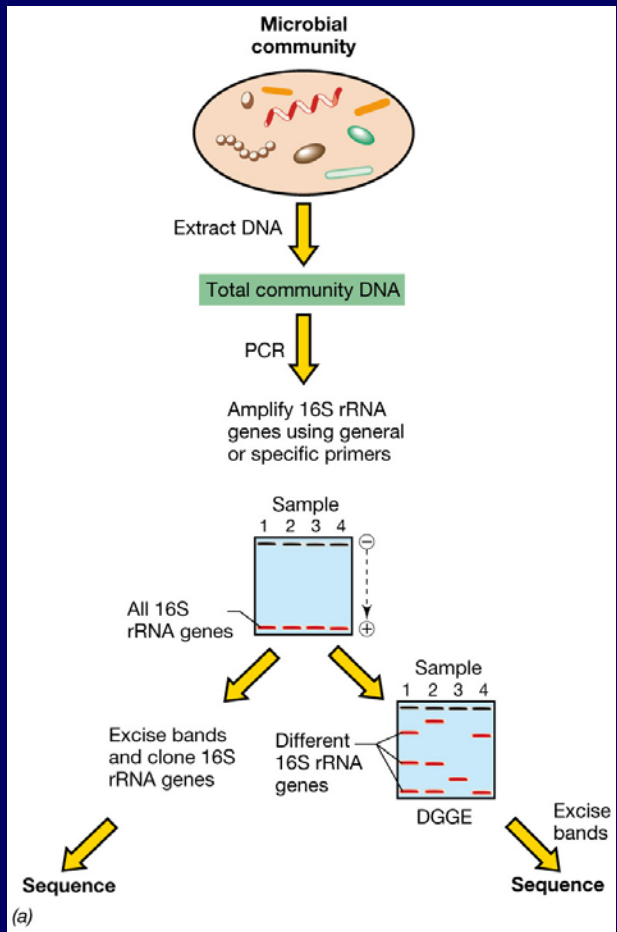 Microbial
community
Extract DNA
Total community DNA
PCR
Amplify 16S rRNA
genes using general
or specific primers
Sample
1 2 3 4
−
All 16S
rRNA genes
+
Sample
1 2 3 4
Excise bands
and clone 16S
rRNA genes
Different
16S rRNA
genes
DGGE
Excise
bands
Sequence
Sequence
(a)